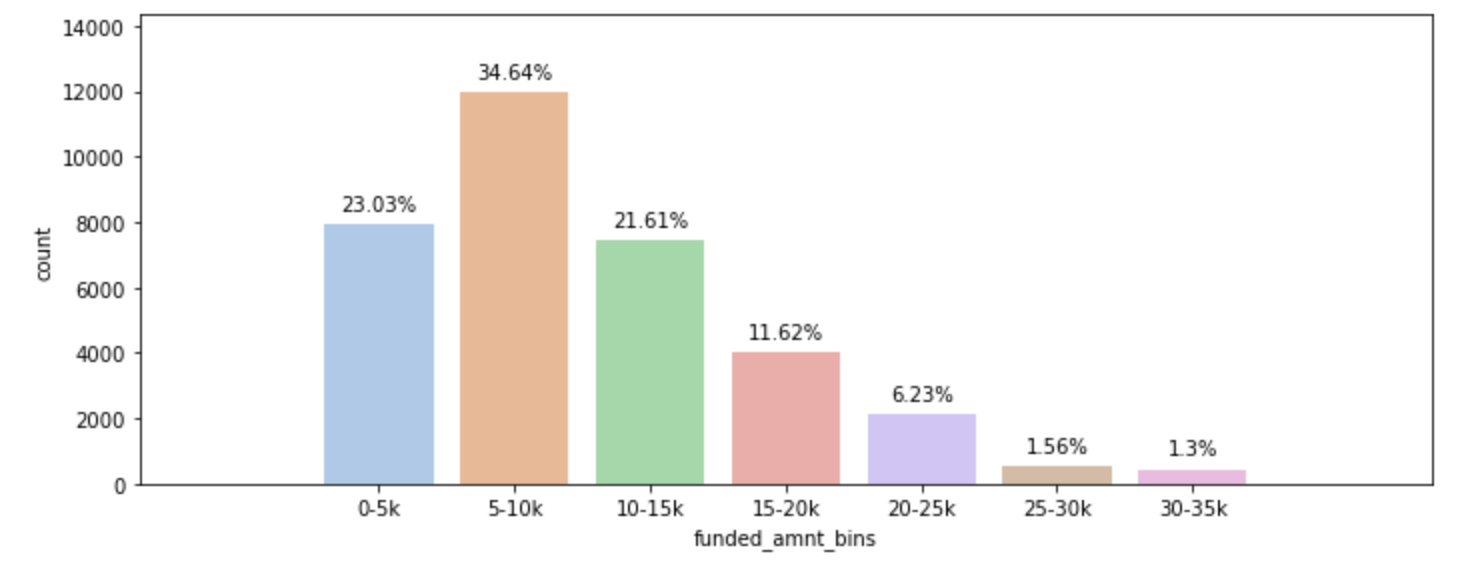 14000
12000
10000
8000
6000
4000
2000
0
count
34.64%
23.03%
21.61%
11.62%
6.23%
1.56%
1.3%
0-5k
5-10k
10-15k
15-20k
20-25k
25-30k
30-35k
funded_amnt_bins